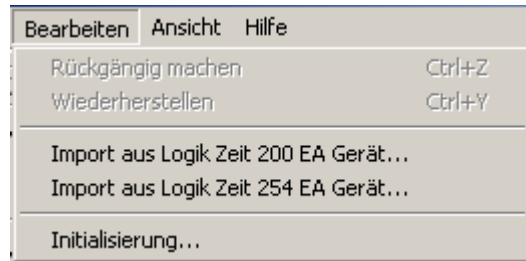 Bearbeiten Ansicht Hilfe
Rückgängig machen Ctrl+Z
Wiederherstellen Ctrl+Y
Import aus Logik Zeit 200 EA Gerät...
Import aus Logik Zeit 254 EA Gerät...
Initialisierung...